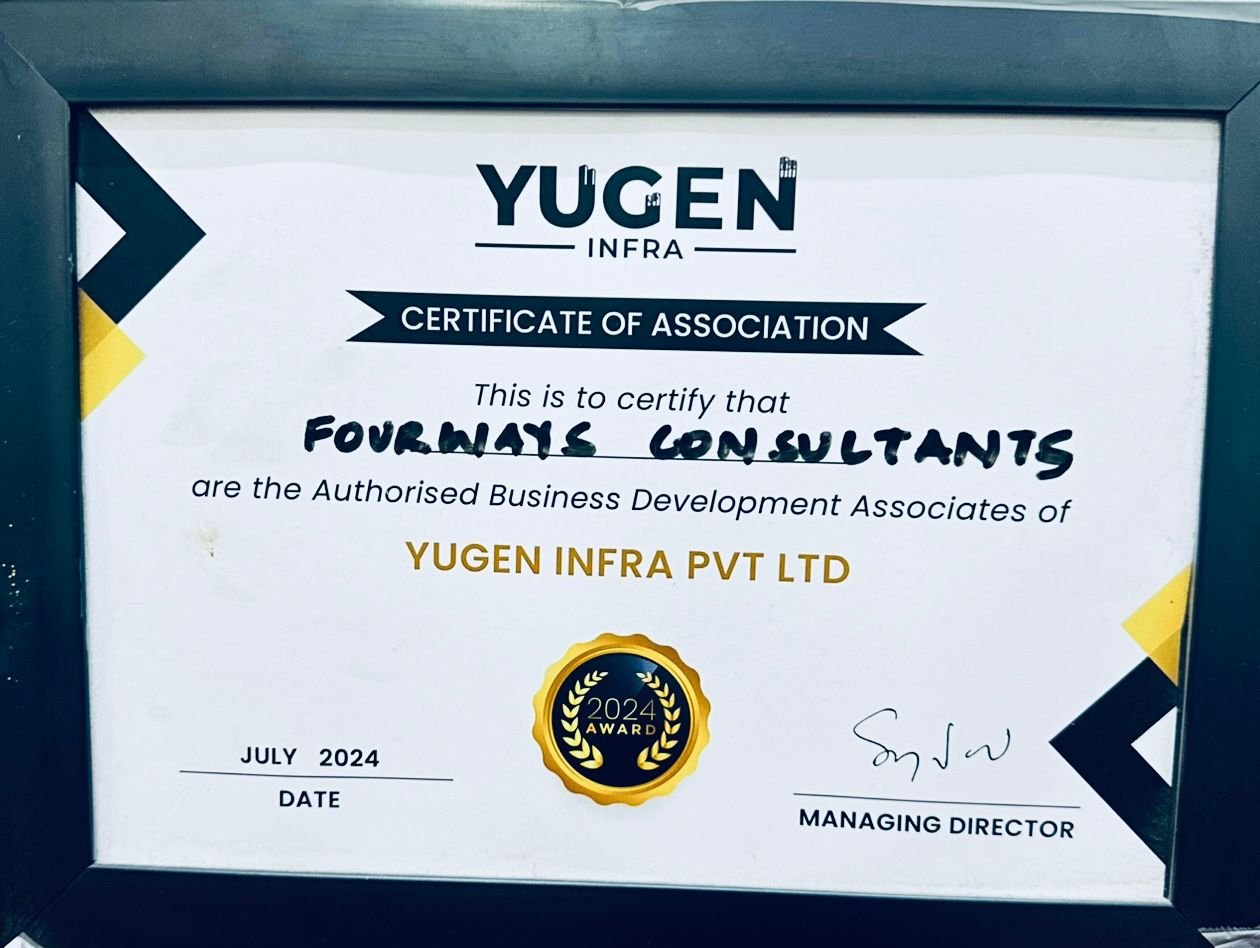 YUGEN
INFRA
CERTIFICATE OF ASSOCIATION
This is to certify that
FOURWAYS CONSULTANTS
are the Authorised Business Development Associates of
YUGEN INFRA PVT LTD
2024
AWARD
JULY 2024
DATE
MANAGING DIRECTOR